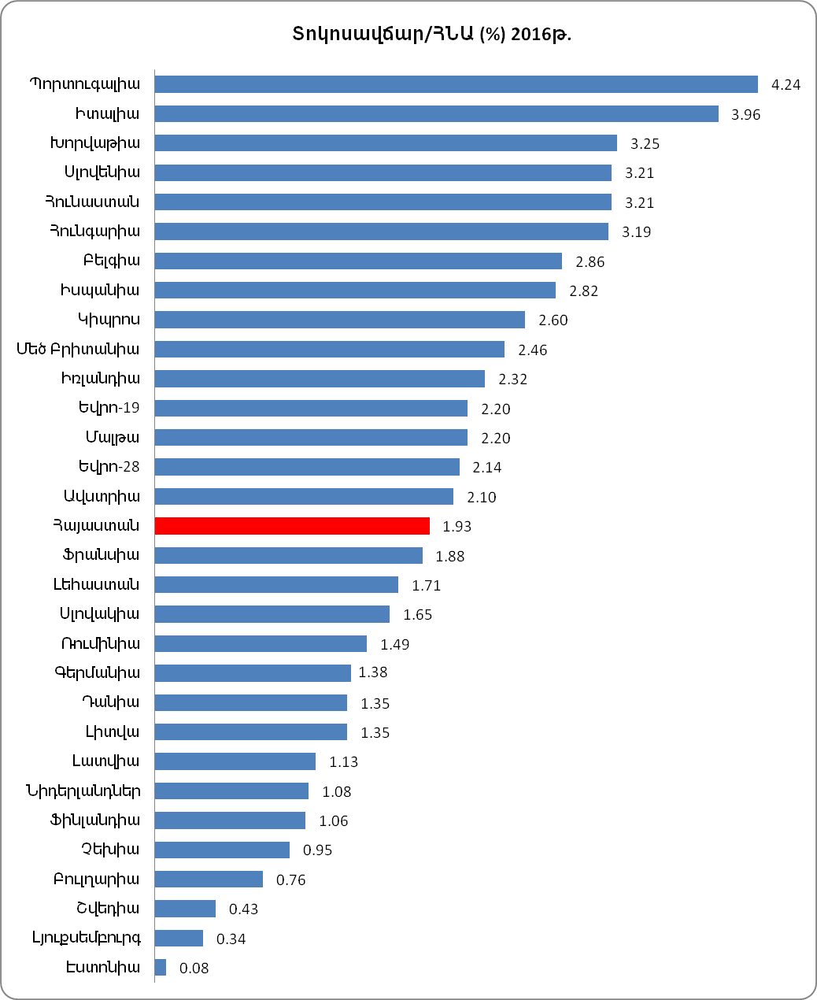 Տոկոսավճար/ՀՆԱ (%) 2016թ.
Պորտուգալիա 4.24
Իտալիա 3.96
Խորվաթիա 3.25
Սլովենիա 3.21
Հունաստան 3.21
Հունգարիա 3.19
Բելգիա 2.86
Իսպանիա 2.82
Կիպրոս 2.60
Մեծ Բրիտանիա 2.46
Իռլանդիա 2.32
Եվրո-19 2.20
Մալթա 2.20
Եվրո-28 2.14
Ավստրիա 2.10
Հայաստան 1.93
Ֆրանսիա 1.88
Լեհաստան 1.71
Սլովակիա 1.65
Ռումինիա 1.49
Գերմանիա 1.38
Դանիա 1.35
Լիտվա 1.35
Լատվիա 1.13
Նիդերլանդներ 1.08
Ֆինլանդիա 1.06
Չեխիա 0.95
Բուլղարիա 0.76
Շվեդիա 0.43
Լյուքսեմբուրգ 0.34
Էստոնիա 0.08